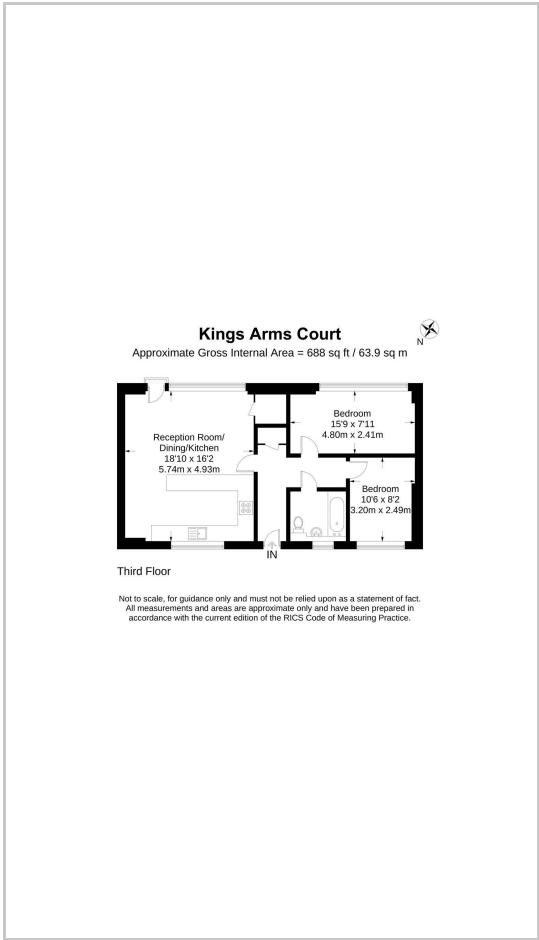 Kings Arms Court
N
Approximate Gross Internal Area = 688 sq ft / 63.9 sq m
Reception Room/
Dining/Kitchen
18'10 x 16'2
5.74m x 4.93m
Bedroom
15'9 x 7'11
4.80m x 2.41m
Bedroom
10'6 x 8'2
3.20m x 2.49m
IN
Third Floor
Not to scale, for guidance only and must not be relied upon as a statement of fact.
All measurements and areas are approximate only and have been prepared in
accordance with the current edition of the RICS Code of Measuring Practice.